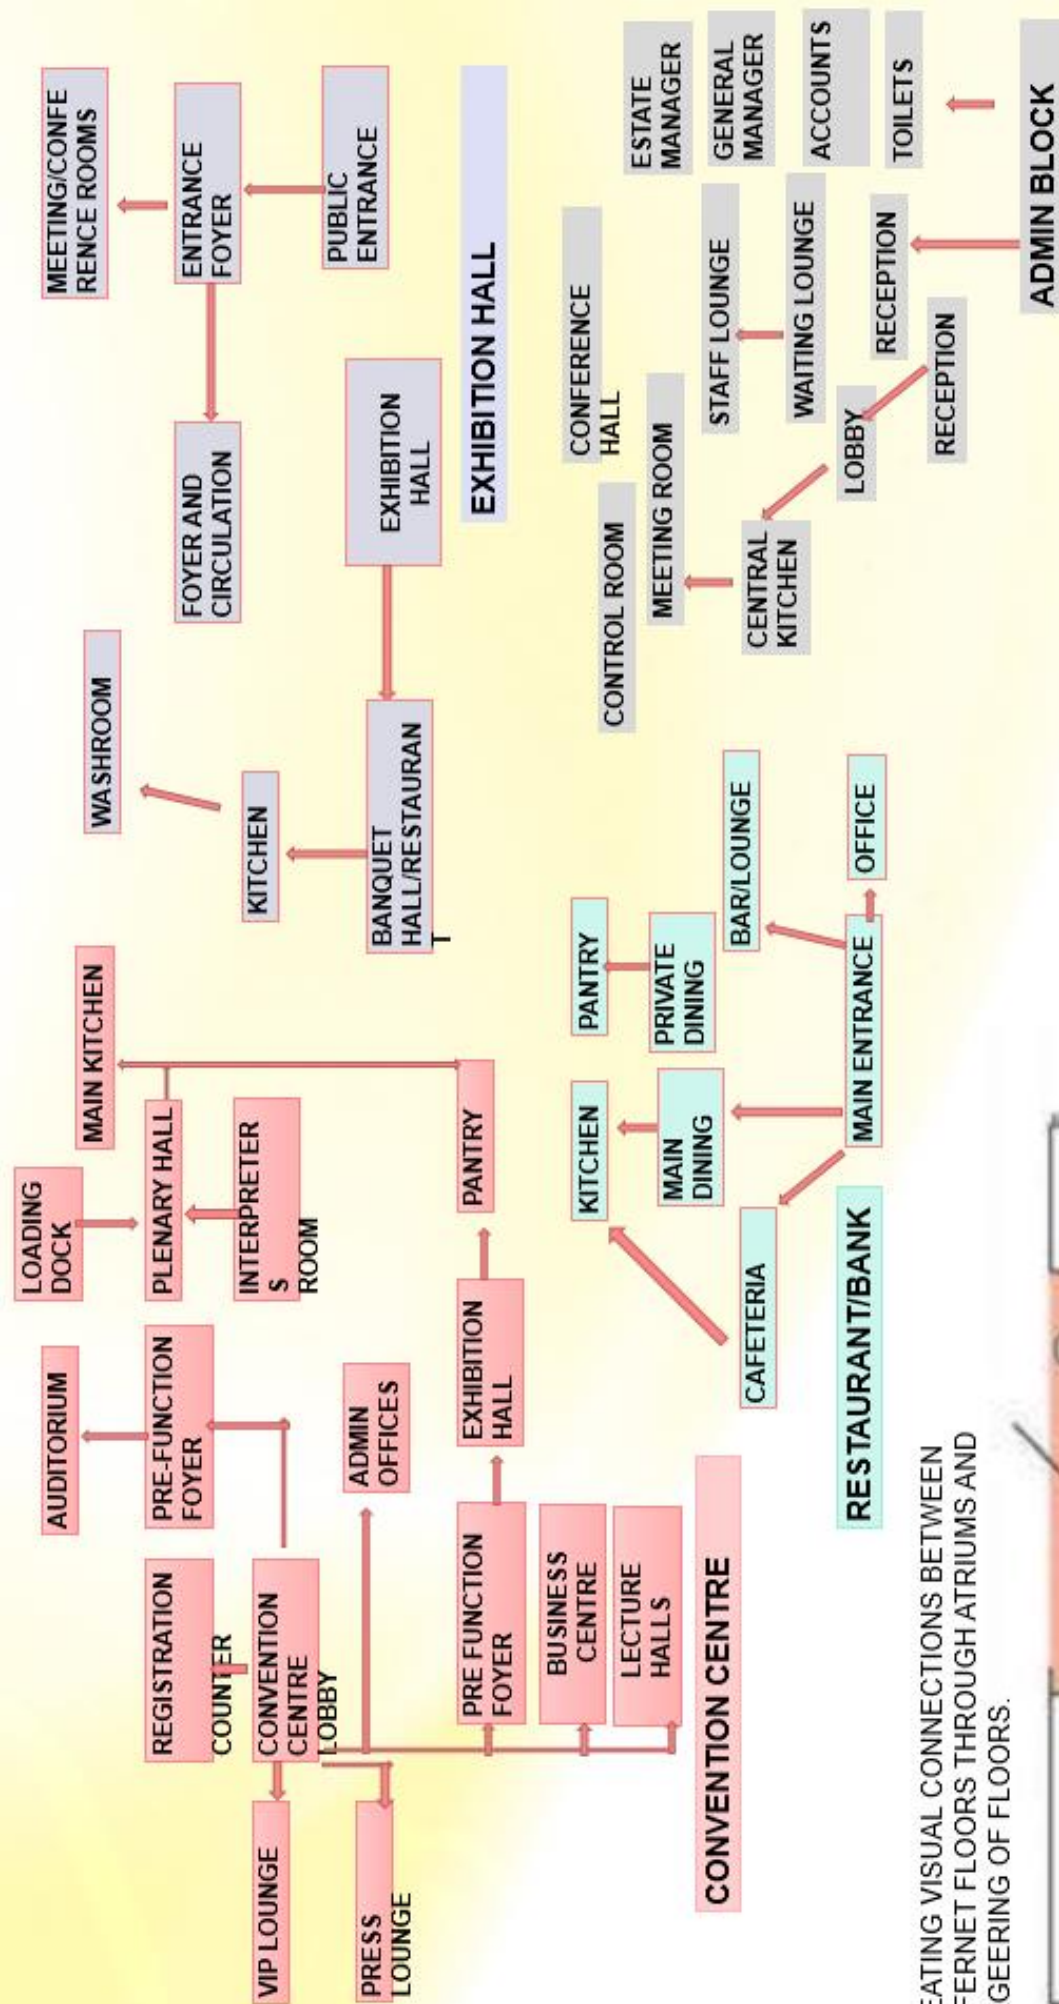 LOADING
DOCK
MAIN KITCHEN
AUDITORIUM
PLENARY HALL
REGISTRATION
COUNTER
PRE-FUNCTION
FOYER
INTERPRETER
S
ROOM
VIP LOUNGE
CONVENTION
CENTRE
LOBBY
PRESS
LOUNGE
ADMIN
OFFICES
PRE FUNCTION
FOYER
EXHIBITION
HALL
PANTRY
BUSINESS
CENTRE
LECTURE
HALLS
CONVENTION CENTRE
WASHROOM
MEETING/CONFE
RENCE ROOMS
KITCHEN
FOYER AND
CIRCULATION
ENTRANCE
FOYER
BANQUET
HALL/RESTAURAN
T
EXHIBITION
HALL
PUBLIC
ENTRANCE
EXHIBITION HALL
KITCHEN
PANTRY
MAIN
DINING
PRIVATE
DINING
CAFETERIA
BAR/LOUNGE
MAIN ENTRANCE
OFFICE
RESTAURANT/BANK
CONFERENCE
HALL
CONTROL ROOM
MEETING ROOM
ESTATE
MANAGER
STAFF LOUNGE
GENERAL
MANAGER
CENTRAL
KITCHEN
WAITING LOUNGE
ACCOUNTS
LOBBY
RECEPTION
TOILETS
RECEPTION
ADMIN BLOCK
EATING VISUAL CONNECTIONS BETWEEN
FERNET FLOORS THROUGH ATRIUMS AND
GEERING OF FLOORS.